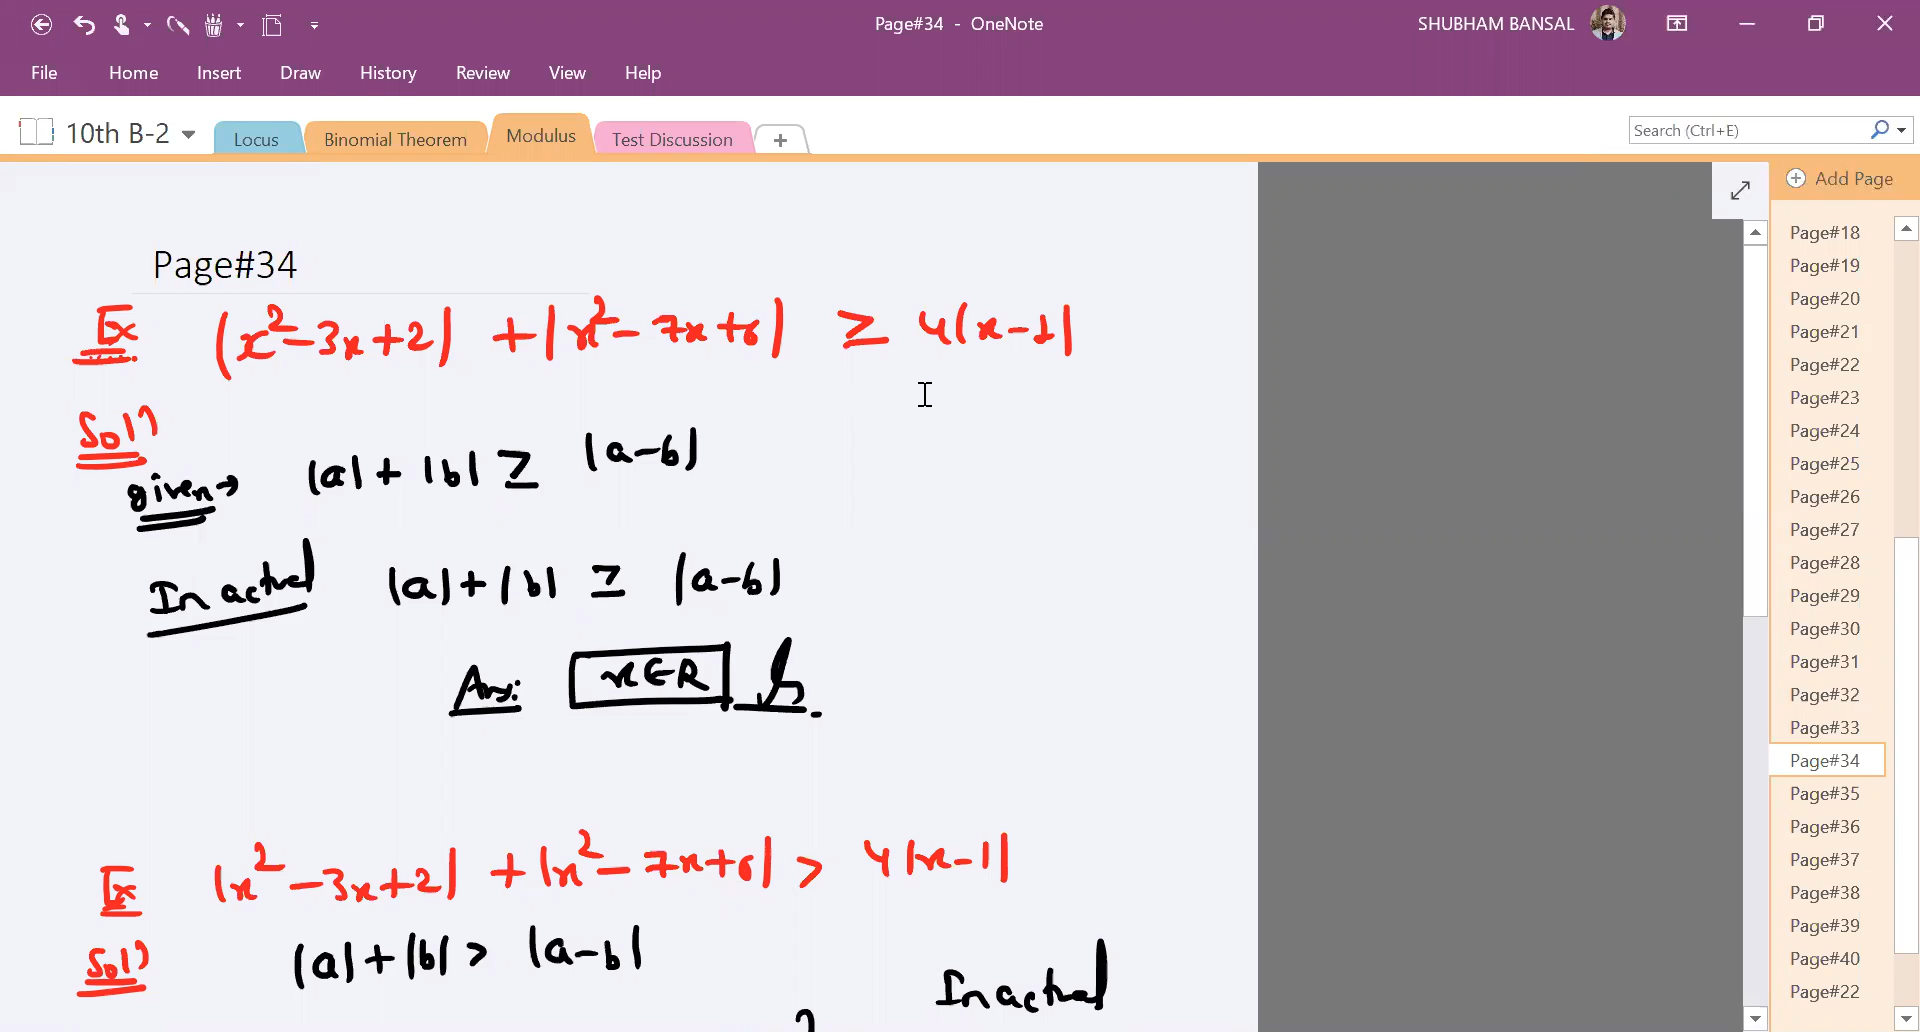 Page#34 - OneNote
SHUBHAM BANSAL
File Home Insert Draw History Review View Help
10th B-2 Locus Binomial Theorem Modulus Test Discussion +
Search (Ctrl+E)
Add Page
Page#34
Ex |x²-3x+2| + |x²-7x+6| ≥ 4|x-1|
Sol?
given→ |a| + |b| ≥ |a-b|
In actual |a| + |b| ≥ |a-b|
Ans: x∈R
Ex |x²-3x+2| + |x²-7x+6| > 4|x-1|
Sol?
|a| + |b| > |a-b|
In actual
Page#18
Page#19
Page#20
Page#21
Page#22
Page#23
Page#24
Page#25
Page#26
Page#27
Page#28
Page#29
Page#30
Page#31
Page#32
Page#33
Page#34
Page#35
Page#36
Page#37
Page#38
Page#39
Page#40
Page#22